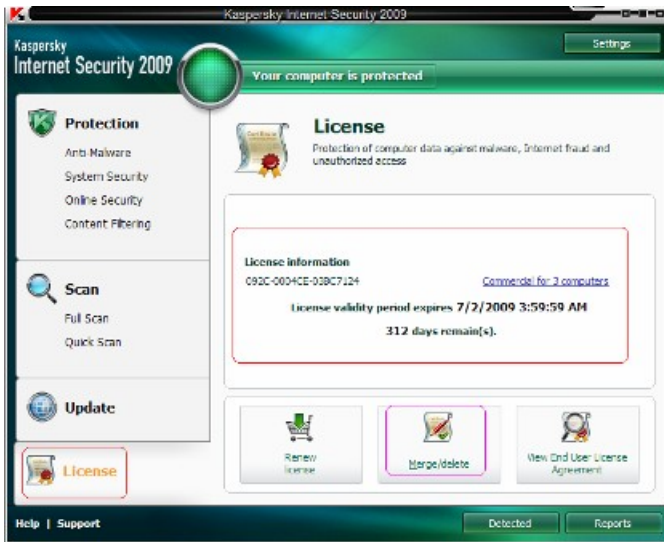 Kaspersky Internet Security 2009
Kaspersky
Internet Security 2009
Settings
Your computer is protected
Protection
Anti-Malware
System Security
Online Security
Content Filtering
Scan
Full Scan
Quick Scan
Update
License
License
Protection of computer data against malware, Internet fraud and
unauthorized access
License information
Commercial for 3 computers
License validity period expires 7/2/2009 3:59:59 AM
312 days remain(s).
Renew
license
Merge/delete
View End User License
Agreement
Help | Support
Detected
Reports